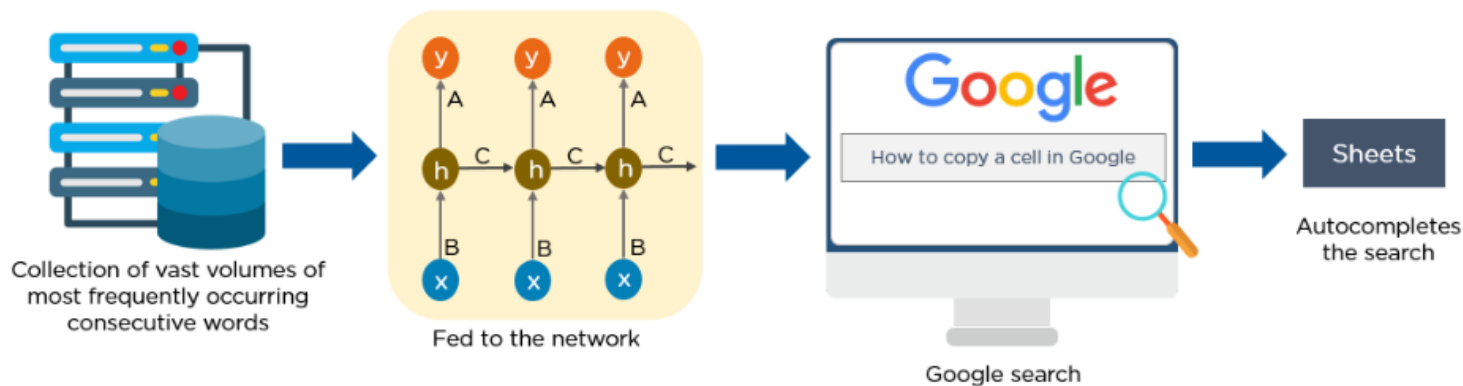 y y y
A A A
h C h C h C
B B B
x x x
Collection of vast volumes of
most frequently occurring
consecutive words
Fed to the network
Google
How to copy a cell in Google
Google search
Sheets
Autocompletes
the search